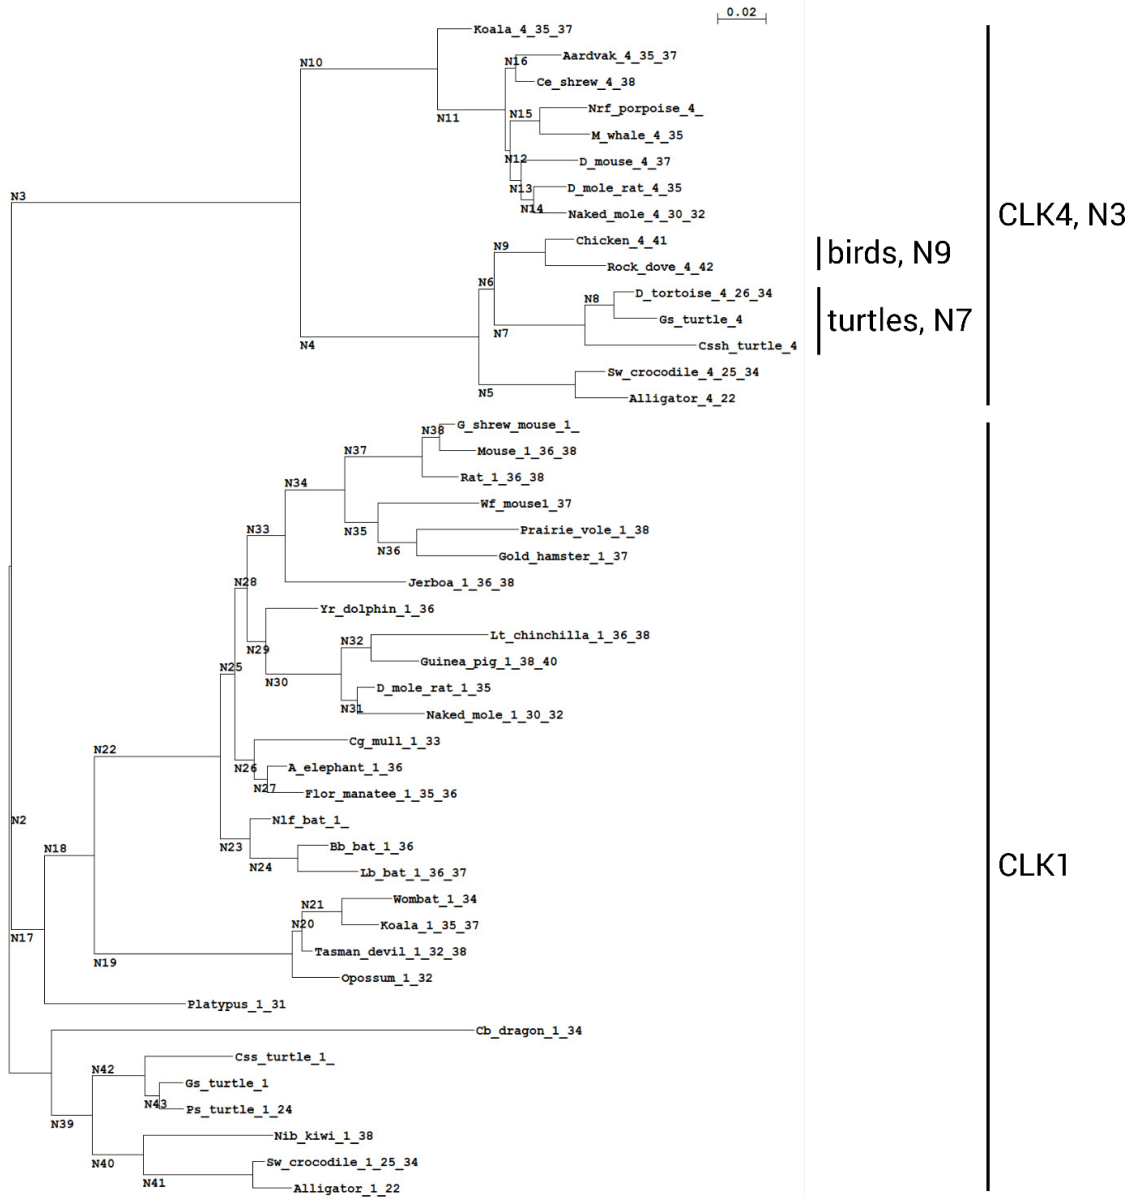 0.02
Koala_4_35_37
N10
Aardvak_4_35_37
N16
Ce_shrew_4_38
Nrf_porpoise_4_
N15
N11
M_whale_4_35
N12
D_mouse_4_37
D_mole_rat_4_35
N13
N3
N14
Naked_mole_4_30_32
CLK4, N3
Chicken_4_41
N9
birds, N9
Rock_dove_4_42
N6
D_tortoise_4_26_34
N8
Gs_turtle_4
turtles, N7
N7
N4
Cssh_turtle_4
Sw_crocodile_4_25_34
N5
Alligator_4_22
G_shrew_mouse_1_
N38
Mouse_1_36_38
N37
Rat_1_36_38
N34
Wf_mouse1_37
N33
N35
Prairie_vole_1_38
N36
Gold_hamster_1_37
N28
Jerboa_1_36_38
Yr_dolphin_1_36
Lt_chinchilla_1_36_38
N32
N29
Guinea_pig_1_38_40
N25
N30
D_mole_rat_1_35
N31
Naked_mole_1_30_32
Cg_mull_1_33
N22
N26
A_elephant_1_36
N27
Flor_manatee_1_35_36
N2
Nlf_bat_1_
N23
Bb_bat_1_36
N18
N24
Lb_bat_1_36_37
CLK1
Wombat_1_34
N21
N20
Koala_1_35_37
N17
Tasman_devil_1_32_38
N19
Opossum_1_32
Platypus_1_31
Cb_dragon_1_34
Css_turtle_1_
N42
Gs_turtle_1
N43
Ps_turtle_1_24
N39
Nib_kiwi_1_38
N40
Sw_crocodile_1_25_34
N41
Alligator_1_22